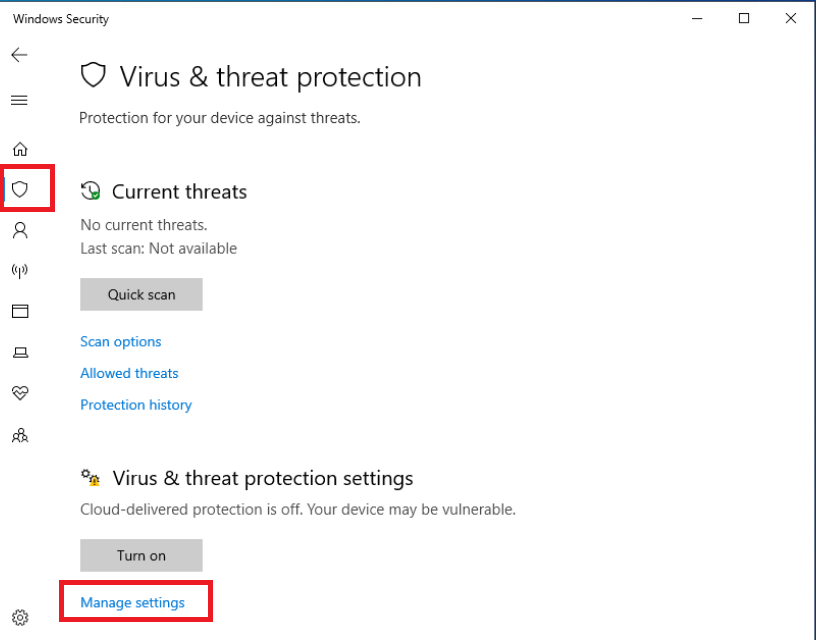 Windows Security
Virus & threat protection
Protection for your device against threats.
Current threats
No current threats.
Last scan: Not available
Quick scan
Scan options
Allowed threats
Protection history
Virus & threat protection settings
Cloud-delivered protection is off. Your device may be vulnerable.
Turn on
Manage settings